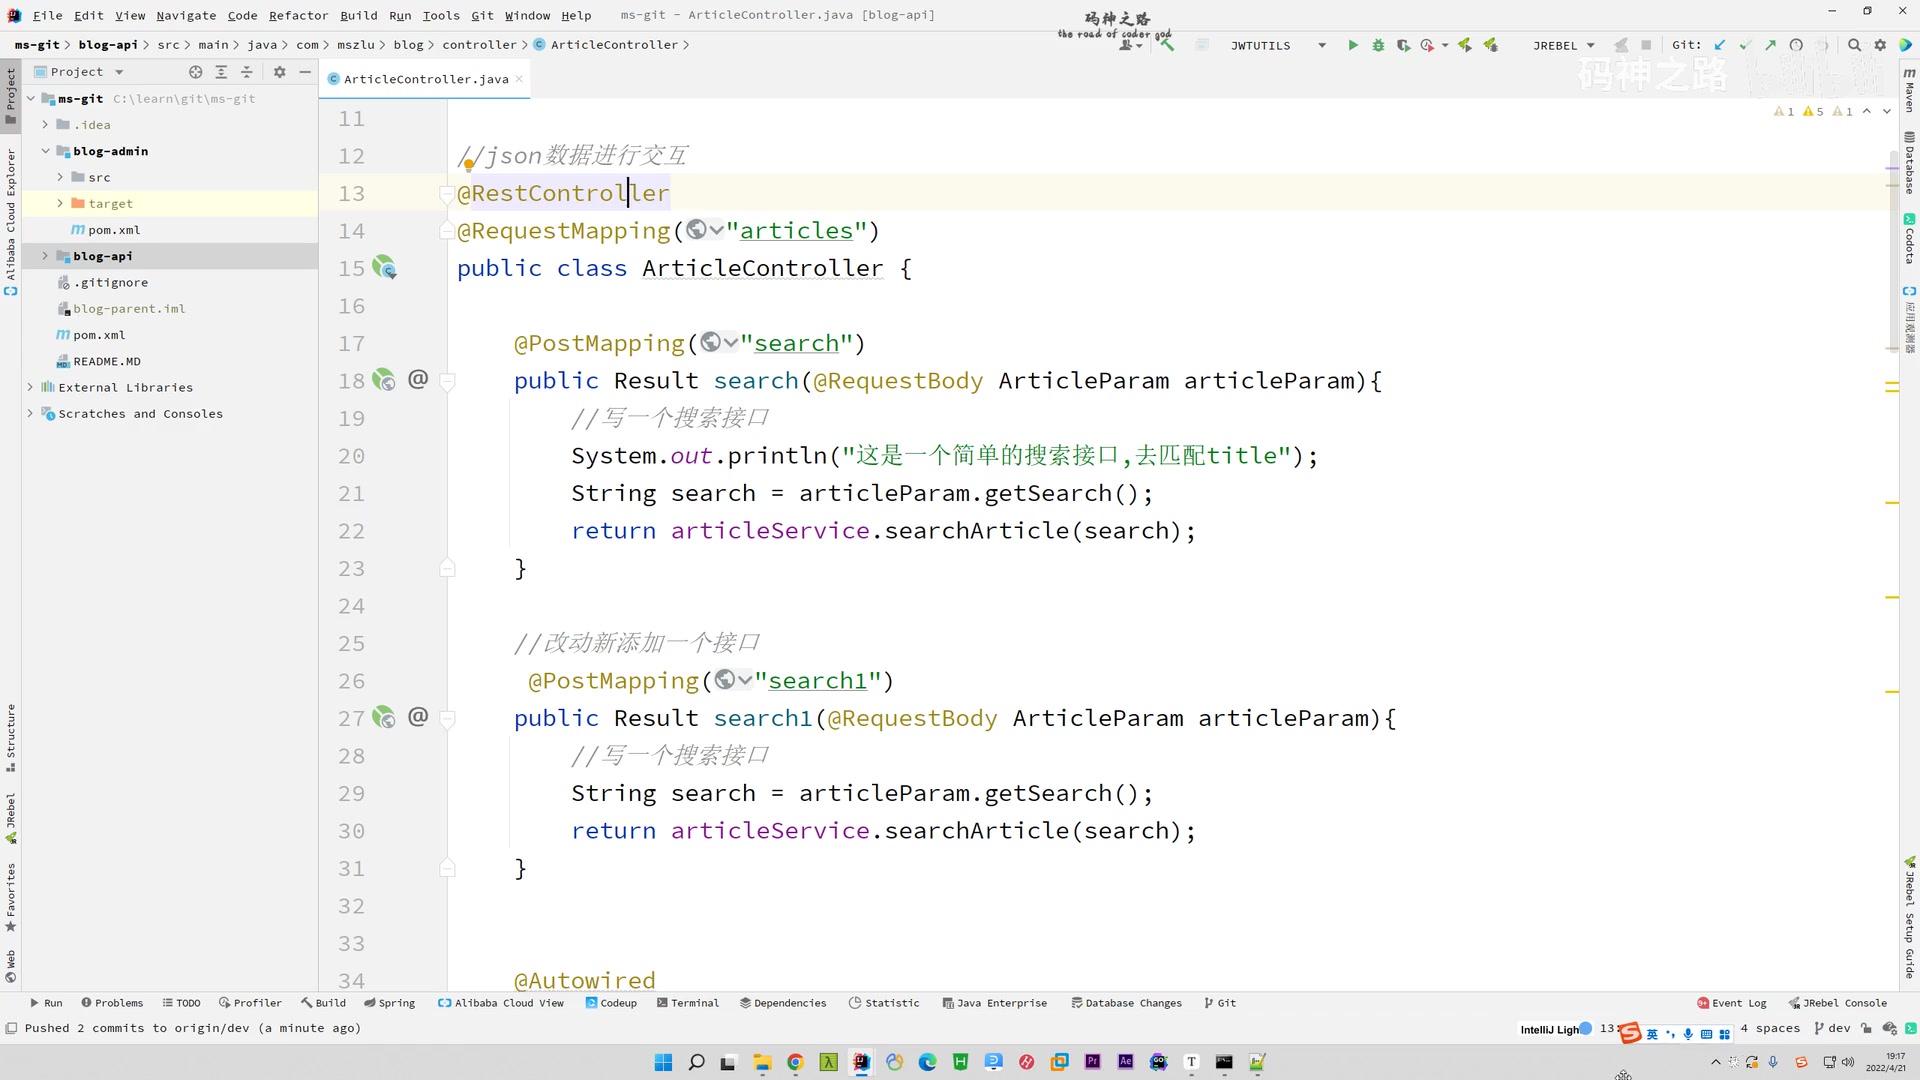 File Edit View Navigate Code Refactor Build Run Tools Git Window Help ms-git - ArticleController.java [blog-api]
码神之路
the road of coder god
ms-git blog-api src main java com mszlu blog controller ArticleController
JWTUTILS JREBEL Git:
码神之路
Project
ArticleController.java
ms-git C:\learn\git\ms-git
.idea
blog-admin
src
target
pom.xml
blog-api
.gitignore
blog-parent.iml
pom.xml
README.MD
External Libraries
Scratches and Consoles
Project
Alibaba Cloud Explorer
Structure
JRebel
Favorites
Web
1 5 1
11
12 //json数据进行交互
13 @RestController
14 @RequestMapping("articles")
15 public class ArticleController {
16
17 @PostMapping("search")
18 @ public Result search(@RequestBody ArticleParam articleParam){
19 //写一个搜索接口
20 System.out.println("这是一个简单的搜索接口,去匹配title");
21 String search = articleParam.getSearch();
22 return articleService.searchArticle(search);
23 }
24
25 //改动新添加一个接口
26 @PostMapping("search1")
27 @ public Result search1(@RequestBody ArticleParam articleParam){
28 //写一个搜索接口
29 String search = articleParam.getSearch();
30 return articleService.searchArticle(search);
31 }
32
33
34 @Autowired
Maven
Database
Codota
应用观测器
JRebel Setup Guide
Run Problems TODO Profiler Build Spring Alibaba Cloud View Codeup Terminal Dependencies Statistic Java Enterprise Database Changes Git Event Log JRebel Console
Pushed 2 commits to origin/dev (a minute ago)
IntelliJ Ligh 13: 英 4 spaces dev
19:17
2022/4/21